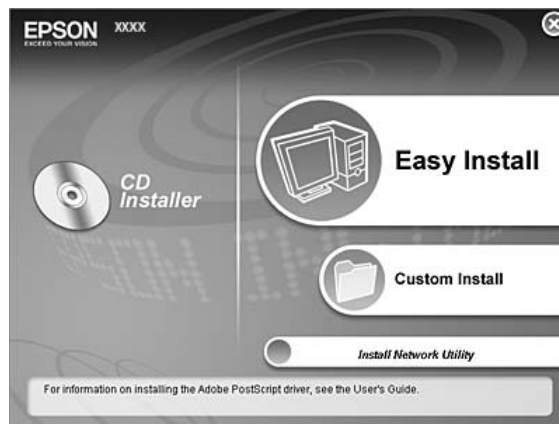 EPSON XXXX
EXCEED YOUR VISION
CD
Installer
Easy Install
Custom Install
Install Network Utility
For information on installing the Adobe PostScript driver, see the User's Guide.